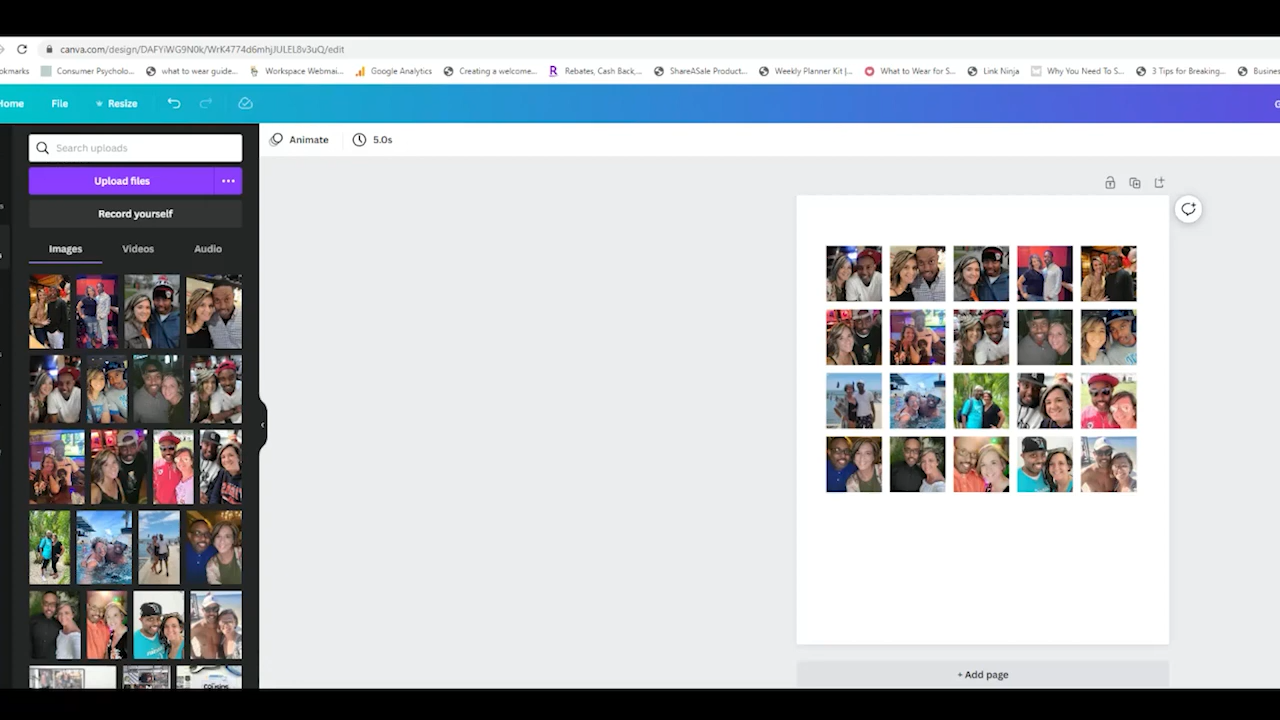 canva.com/design/DAFYiWG9N0k/WrK4774d6mhjJULEL8v3uQ/edit
okmarks Consumer Psycholo... what to wear guide... Workspace Webmai... Google Analytics Creating a welcome... Rebates, Cash Back,... ShareASale Product... Weekly Planner Kit |... What to Wear for S... Link Ninja Why You Need To S... 3 Tips for Breaking... Busines
Home File Resize
Search uploads
Animate 5.0s
Upload files
Record yourself
Images Videos Audio
+ Add page